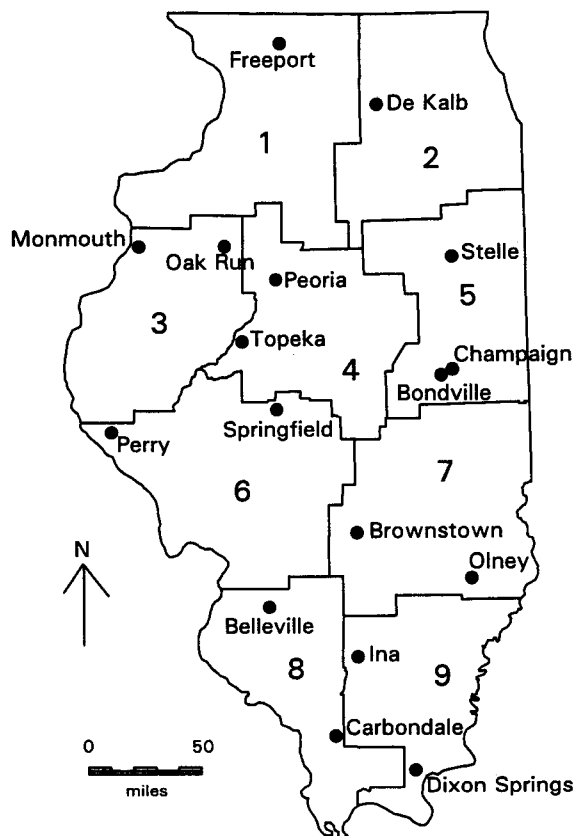 Freeport
De Kalb
1
2
Monmouth
Oak Run
Stelle
Peoria
5
3
Topeka
Champaign
4
Bondville
Perry
Springfield
7
6
Brownstown
N
Olney
Belleville
Ina
8
9
Carbondale
0 50
Dixon Springs
miles